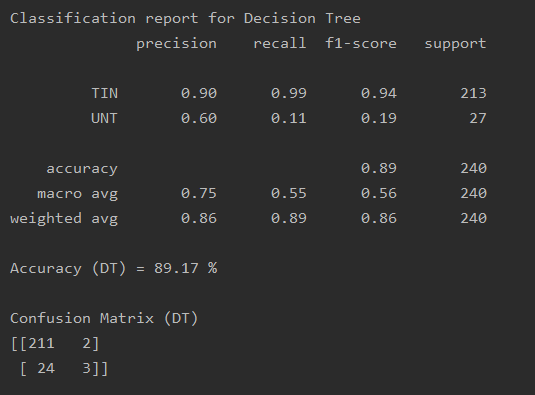 Classification report for Decision Tree
precision recall f1-score support
TIN 0.90 0.99 0.94 213
UNT 0.60 0.11 0.19 27
accuracy 0.89 240
macro avg 0.75 0.55 0.56 240
weighted avg 0.86 0.89 0.86 240
Accuracy (DT) = 89.17 %
Confusion Matrix (DT)
[[211 2]
[ 24 3]]